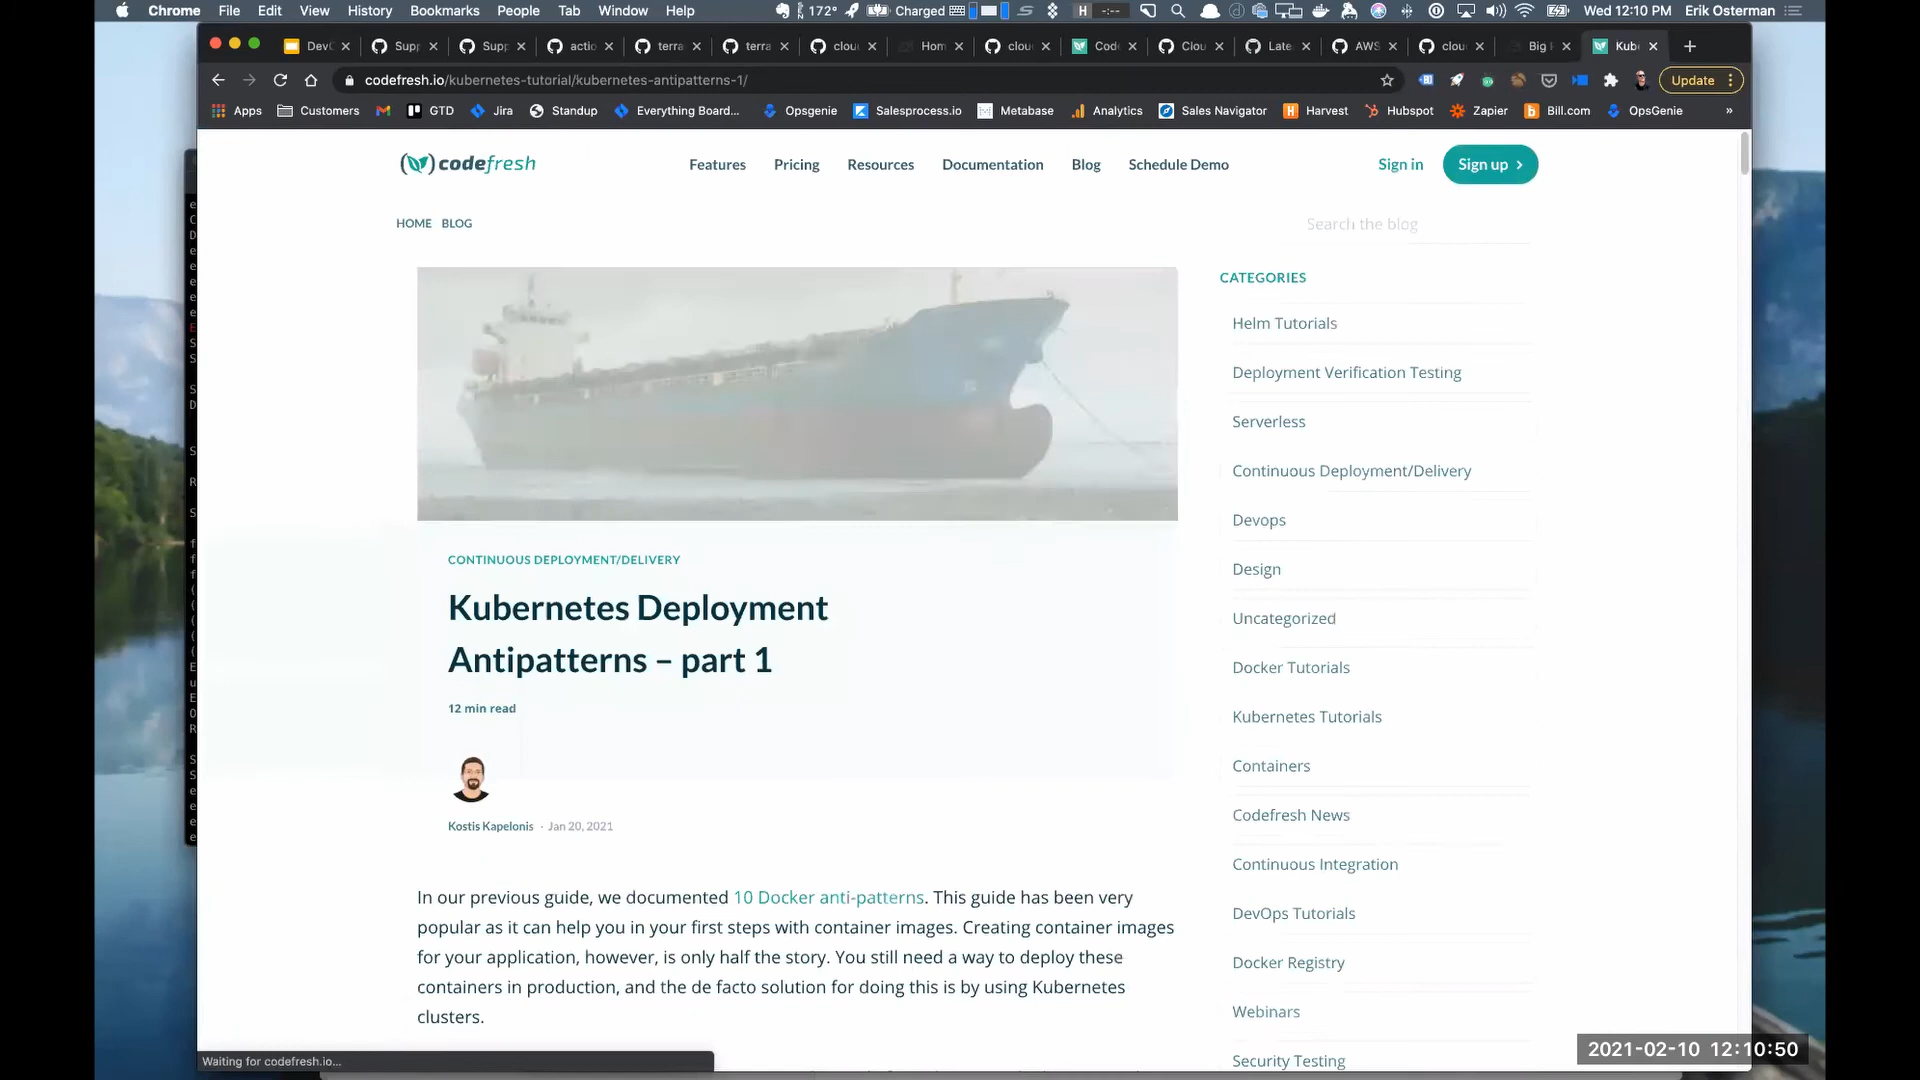 Chrome File Edit View History Bookmarks People Tab Window Help 172° Charged H -:-- Wed 12:10 PM Erik Osterman
DevO Supp Supp actio terra terra clou Hom clou Code Clou Late AWS clou Big Kube
codefresh.io/kubernetes-tutorial/kubernetes-antipatterns-1/ Update
Apps Customers GTD Jira Standup Everything Board... Opsgenie Salesprocess.io Metabase Analytics Sales Navigator Harvest Hubspot Zapier Bill.com OpsGenie »
codefresh Features Pricing Resources Documentation Blog Schedule Demo Sign in Sign up
HOME BLOG
Search the blog
CATEGORIES
Helm Tutorials
Deployment Verification Testing
Serverless
Continuous Deployment/Delivery
Devops
Design
Uncategorized
Docker Tutorials
Kubernetes Tutorials
Containers
Codefresh News
Continuous Integration
DevOps Tutorials
Docker Registry
Webinars
Security Testing
CONTINUOUS DEPLOYMENT/DELIVERY
Kubernetes Deployment
Antipatterns – part 1
12 min read
Kostis Kapelonis · Jan 20, 2021
In our previous guide, we documented 10 Docker anti-patterns. This guide has been very
popular as it can help you in your first steps with container images. Creating container images
for your application, however, is only half the story. You still need a way to deploy these
containers in production, and the de facto solution for doing this is by using Kubernetes
clusters.
Waiting for codefresh.io...
2021-02-10 12:10:50